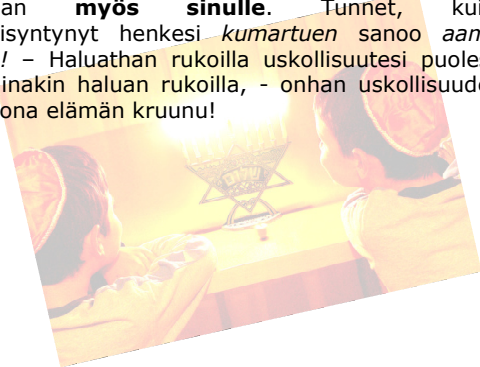 an myös sinulle. Tunnet, kui
isyntynyt henkesi kumartuen sanoo aam
! – Haluathan rukoilla uskollisuutesi puoles
inakin haluan rukoilla, - onhan uskollisuude
ona elämän kruunu!